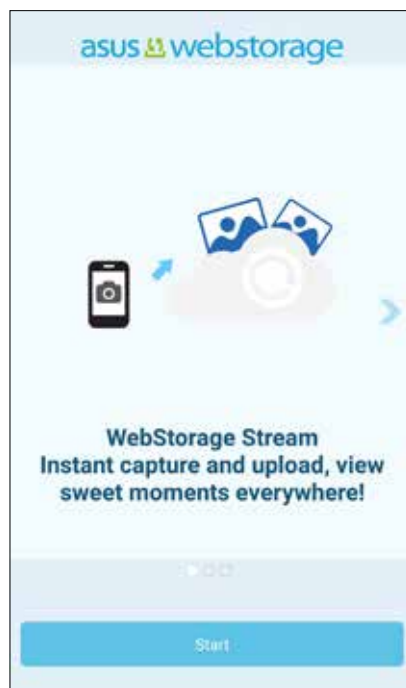 asus webstorage
WebStorage Stream
Instant capture and upload, view
sweet moments everywhere!
Start